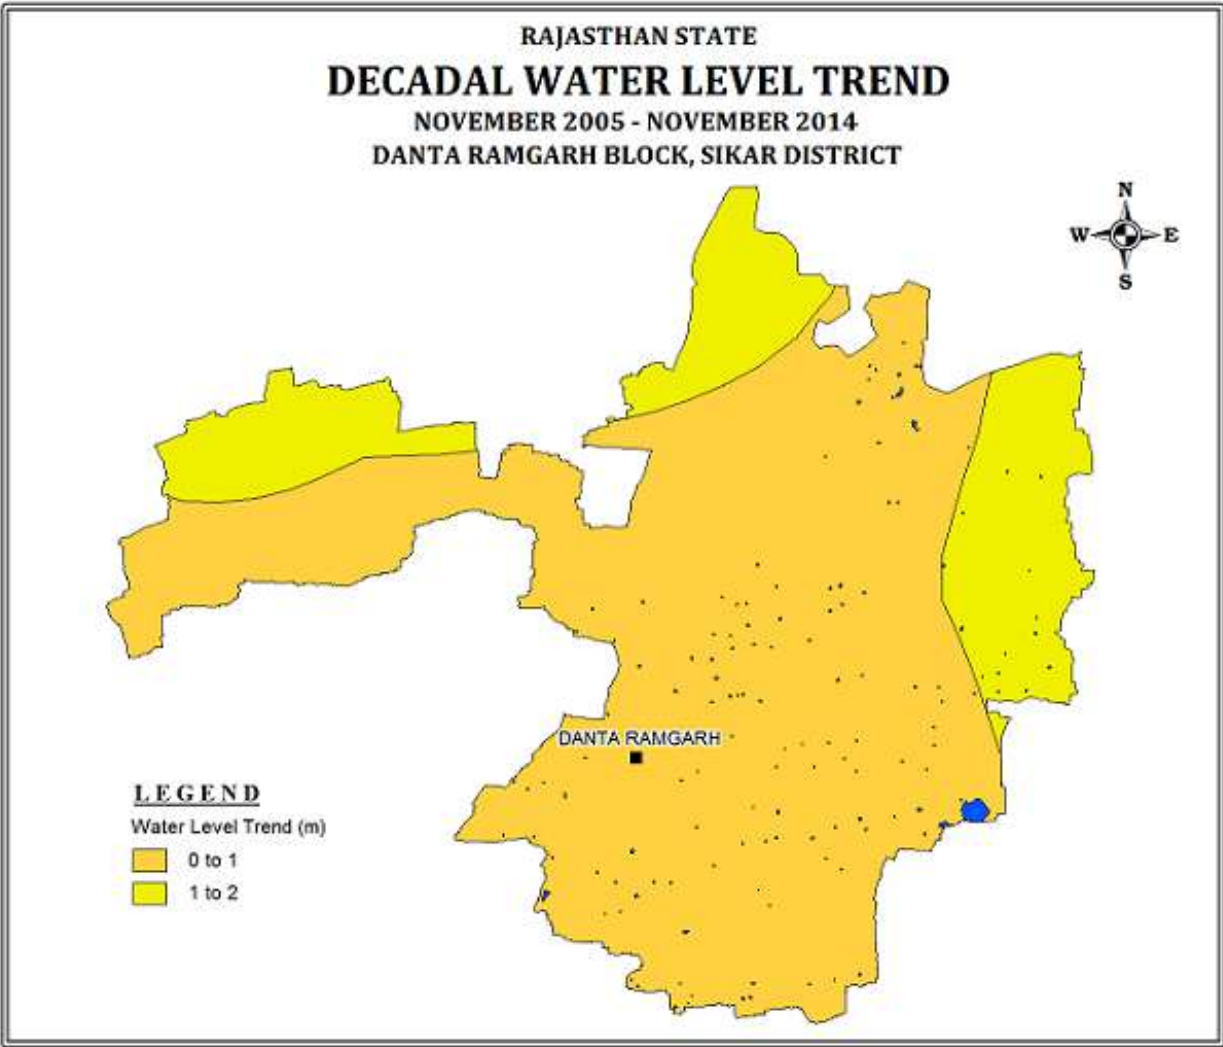 RAJASTHAN STATE
DECADAL WATER LEVEL TREND
NOVEMBER 2005 - NOVEMBER 2014
DANTA RAMGARH BLOCK, SIKAR DISTRICT
N
W E
S
DANTA RAMGARH
LEGEND
Water Level Trend (m)
0 to 1
1 to 2